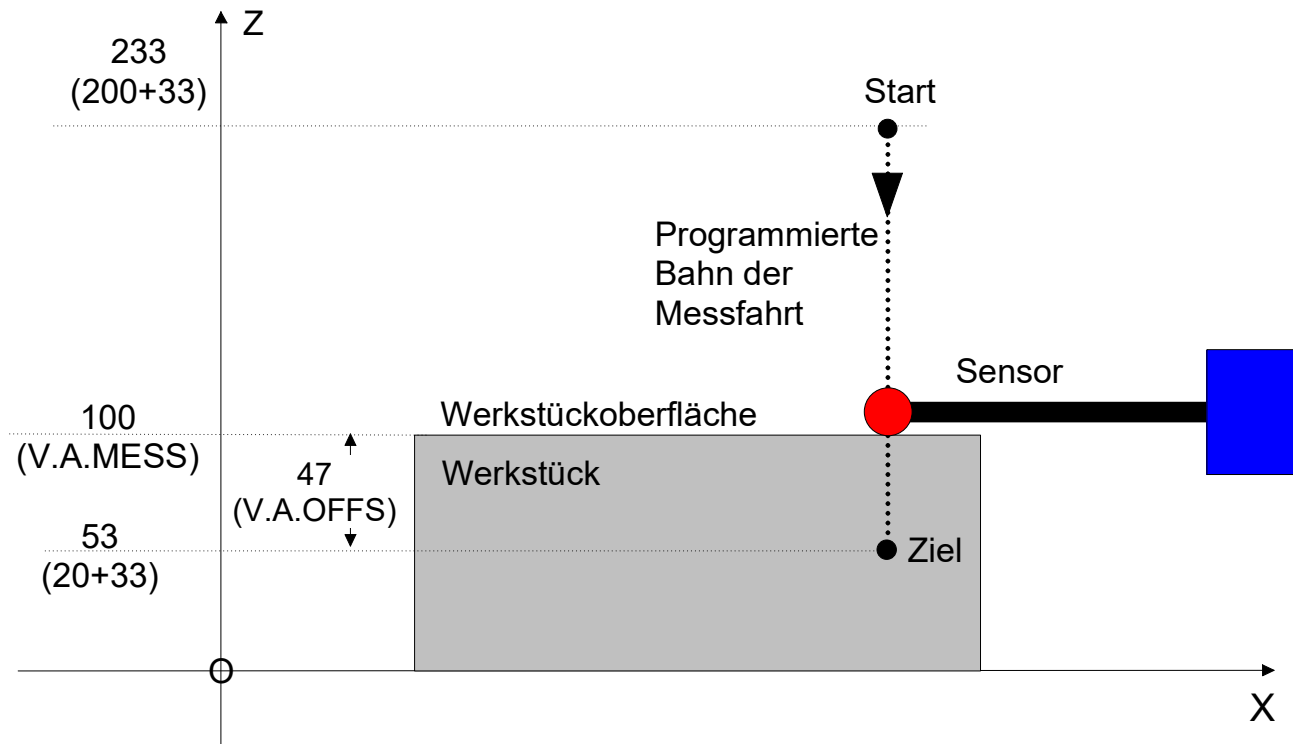 Z
233
(200+33)
Start
Programmierte
Bahn der
Messfahrt
Sensor
Werkstückoberfläche
100
(V.A.MESS)
Werkstück
47
(V.A.OFFS)
53
(20+33)
Ziel
O
X